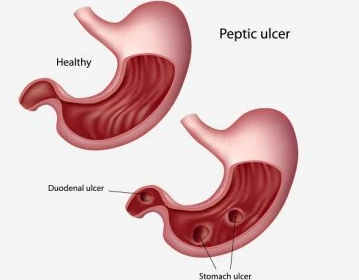 Peptic ulcer
Healthy
Duodenal ulcer
Stomach ulcer